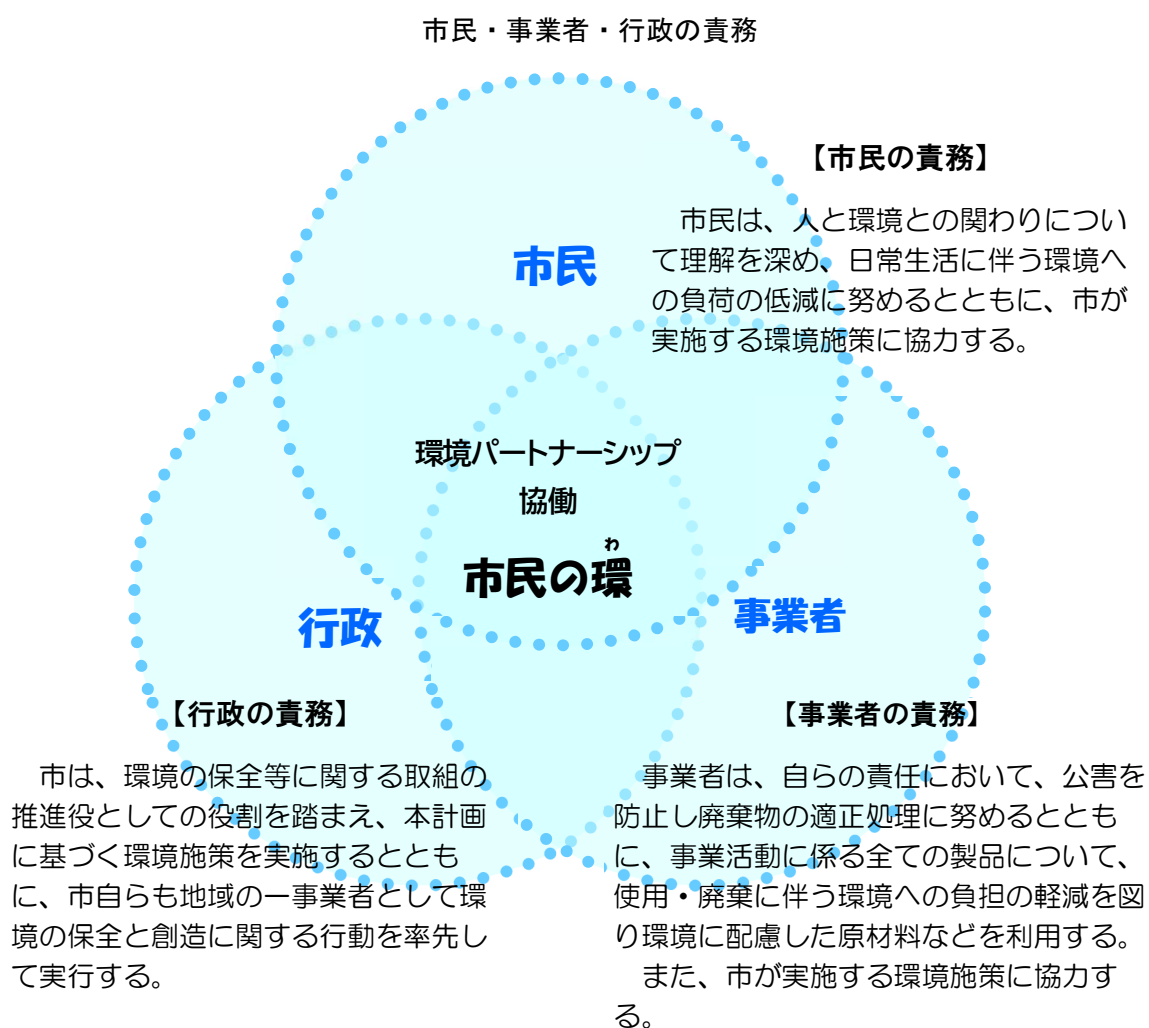 市民・事業者・行政の責務
【市民の責務】
　市民は、人と環境との関わりについ
て理解を深め、日常生活に伴う環境へ
の負荷の低減に努めるとともに、市が
実施する環境施策に協力する。
市民
環境パートナーシップ
協働
わ
市民の環
行政
事業者
【行政の責務】
　市は、環境の保全等に関する取組の
推進役としての役割を踏まえ、本計画
に基づく環境施策を実施するととも
に、市自らも地域の一事業者として環
境の保全と創造に関する行動を率先し
て実行する。
【事業者の責務】
　事業者は、自らの責任において、公害を
防止し廃棄物の適正処理に努めるととも
に、事業活動に係る全ての製品について、
使用・廃棄に伴う環境への負担の軽減を図
り環境に配慮した原材料などを利用する。
　また、市が実施する環境施策に協力す
る。